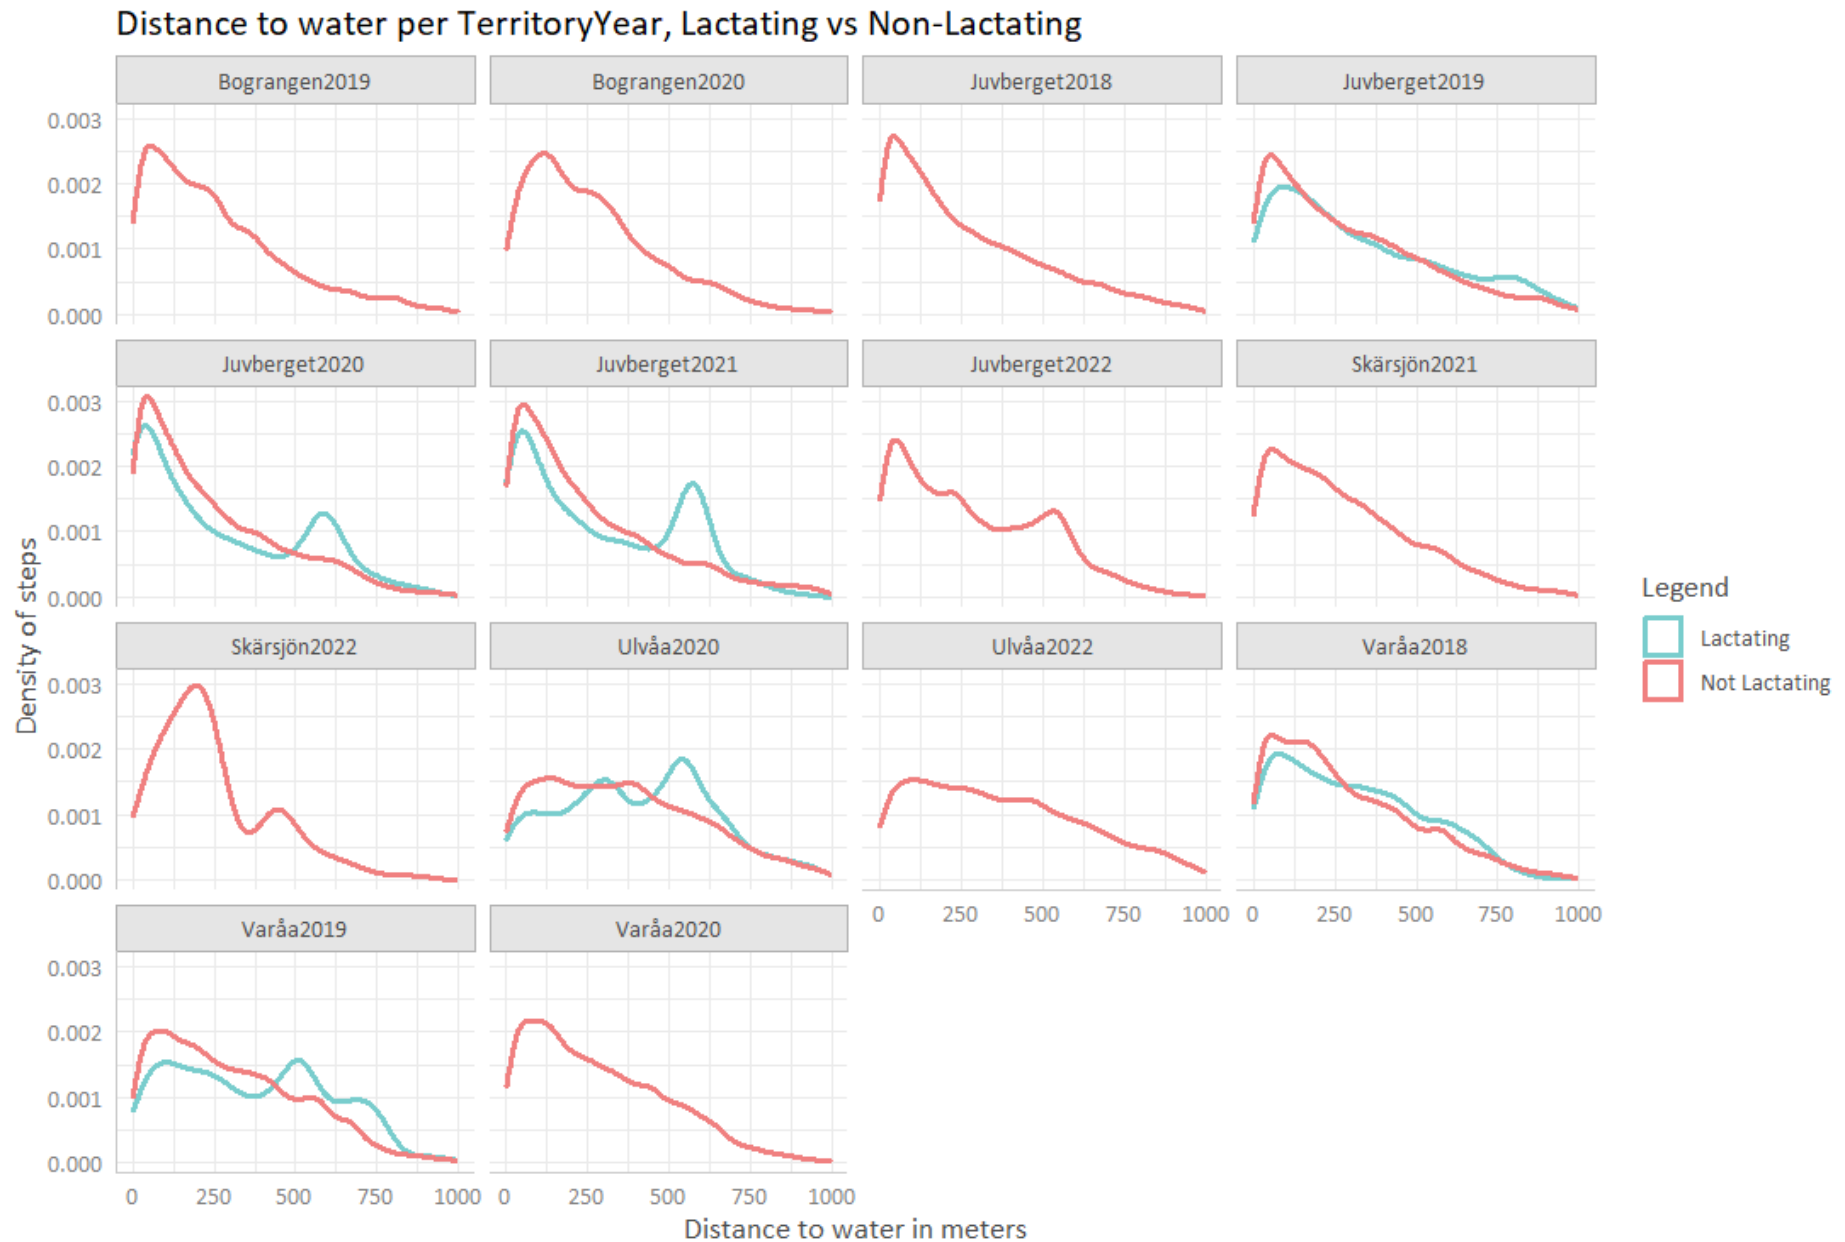 Distance to water per TerritoryYear, Lactating vs Non-Lactating
Bograngen2019
Bograngen2020
Juvberget2018
Juvberget2019
0.003
0.002
0.001
0.000
Juvberget2020
Juvberget2021
Juvberget2022
Skärsjön2021
0.003
0.002
0.001
0.000
Skärsjön2022
Ulvåa2020
Ulvåa2022
Varåa2018
0.003
0.002
0.001
0.000
0 250 500 750 1000
0 250 500 750 1000
Varåa2019
Varåa2020
0.003
0.002
0.001
0.000
0 250 500 750 1000
0 250 500 750 1000
Distance to water in meters
Density of steps
Legend
Lactating
Not Lactating